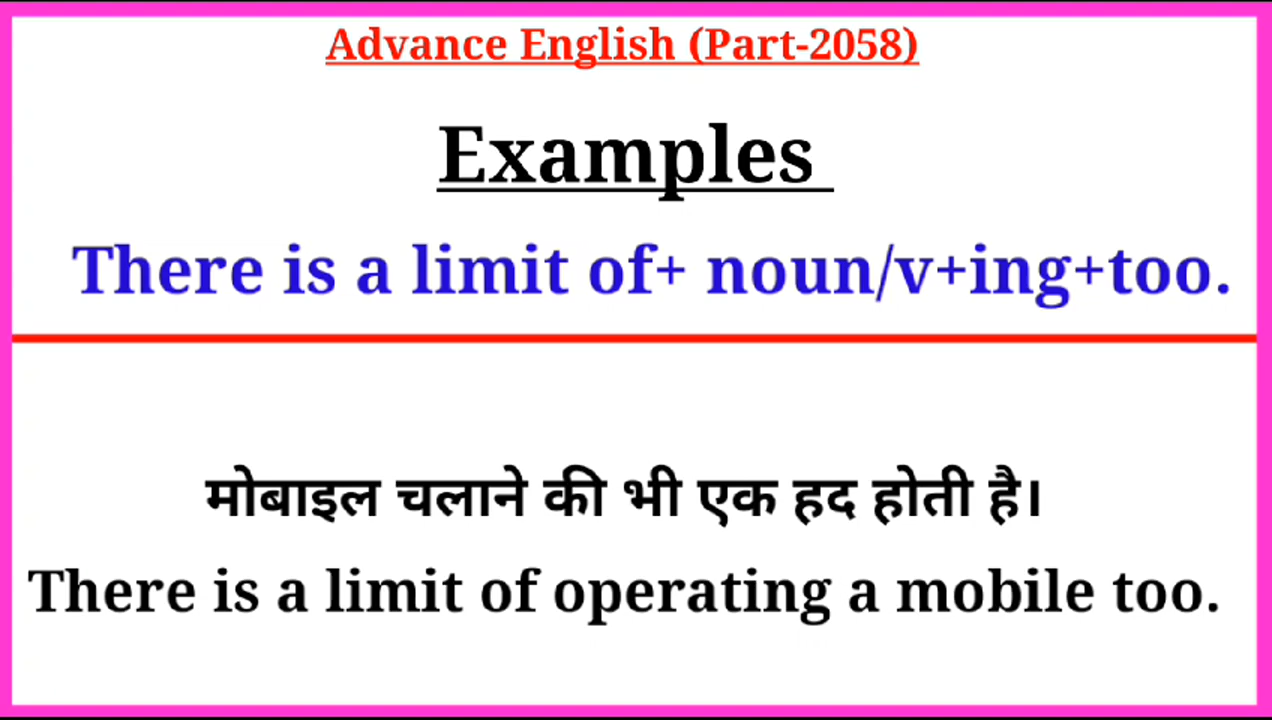 Advance English (Part-2058)
Examples
There is a limit of+ noun/v+ing+too.
मोबाइल चलाने की भी एक हद होती है।
There is a limit of operating a mobile too.